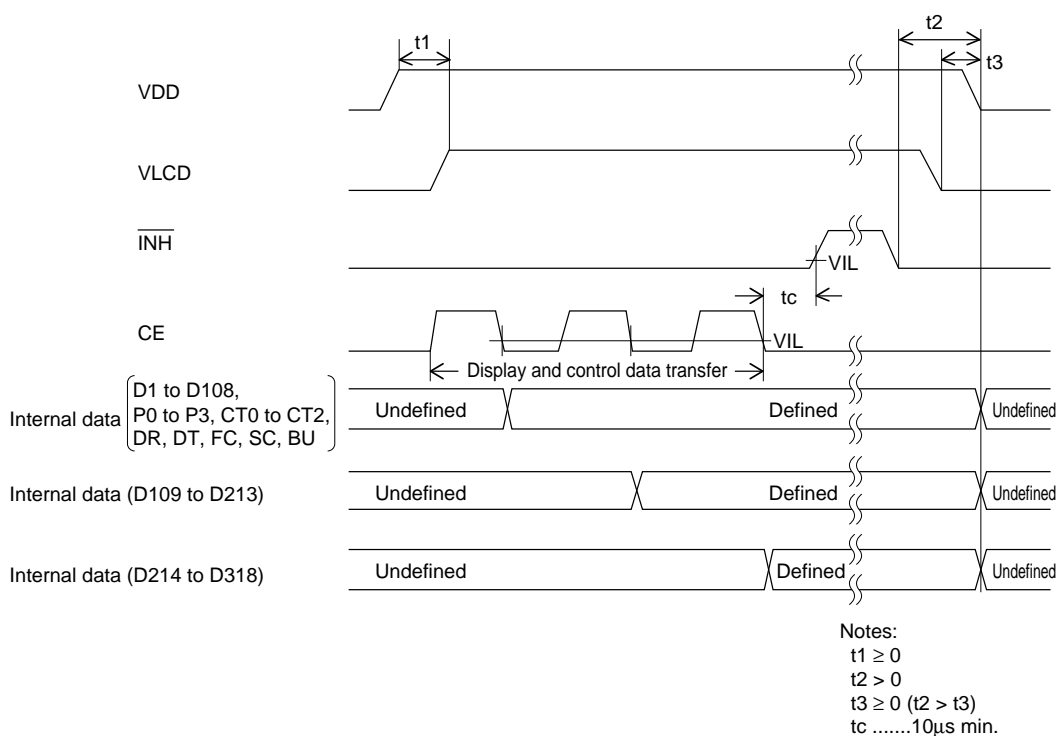 t1
t2
t3
VDD
VLCD
INH
VIL
tc
CE
VIL
Display and control data transfer
Internal data
D1 to D108,
P0 to P3, CT0 to CT2,
DR, DT, FC, SC, BU
Undefined
Defined
Undefined
Internal data (D109 to D213)
Undefined
Defined
Undefined
Internal data (D214 to D318)
Undefined
Defined
Undefined
Notes:
t1 ≥ 0
t2 > 0
t3 ≥ 0 (t2 > t3)
tc .......10μs min.